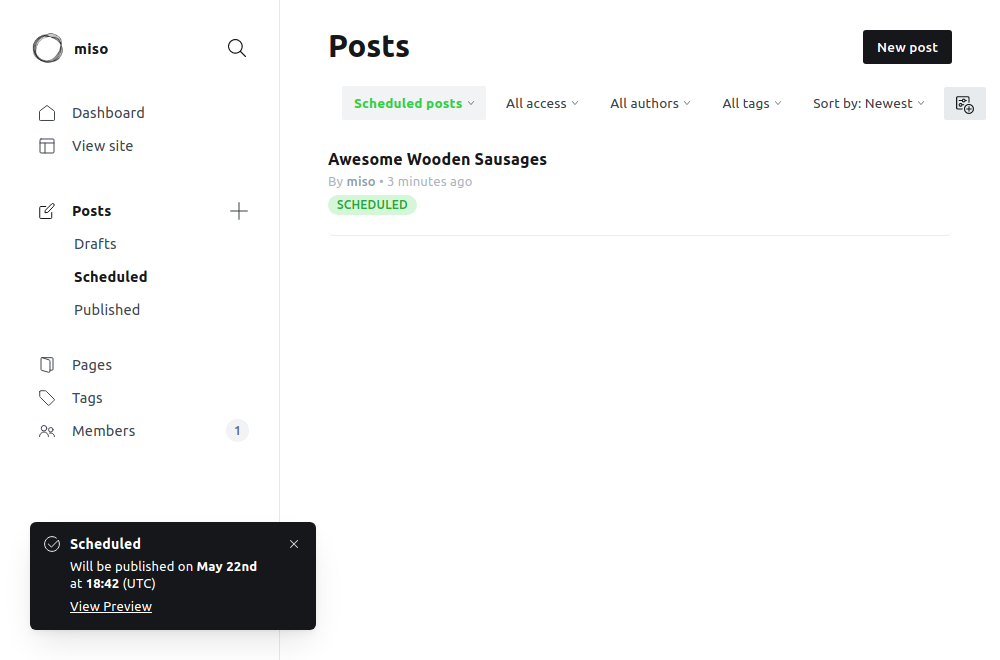 miso
Dashboard
View site
Posts
Drafts
Scheduled
Published
Pages
Tags
Members 1
Posts
New post
Scheduled posts All access All authors All tags Sort by: Newest
Awesome Wooden Sausages
By miso • 3 minutes ago
SCHEDULED
Scheduled
Will be published on May 22nd
at 18:42 (UTC)
View Preview